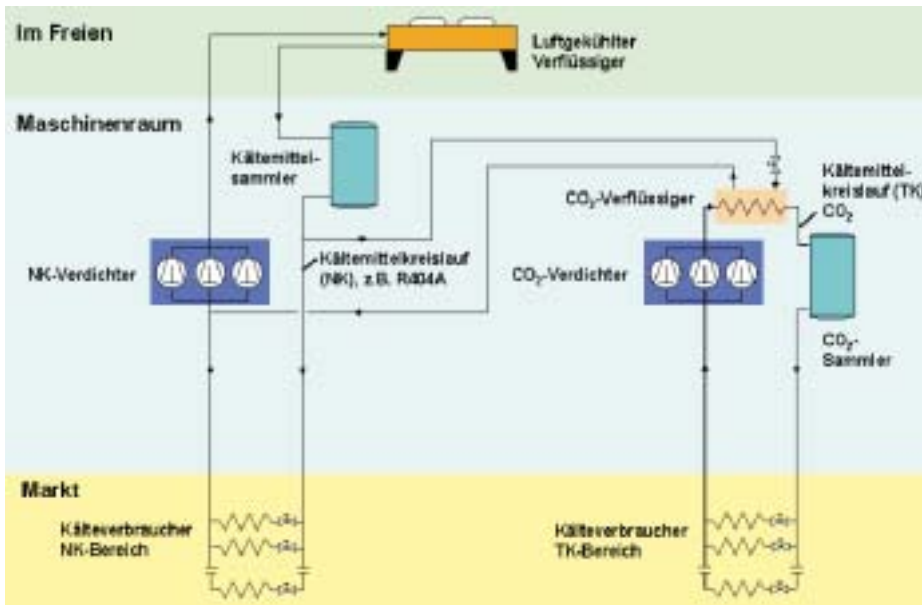 Im Freien
Luftgekühlter
Verflüssiger
Maschinenraum
Kältemittel-
sammler
Kältemittel-
kreislauf (TK)
CO₂
CO₂-Verflüssiger
NK-Verdichter
Kältemittelkreislauf
(NK), z.B. R404A
CO₂-Verdichter
CO₂-
Sammler
Markt
Kälteverbraucher
NK-Bereich
Kälteverbraucher
TK-Bereich